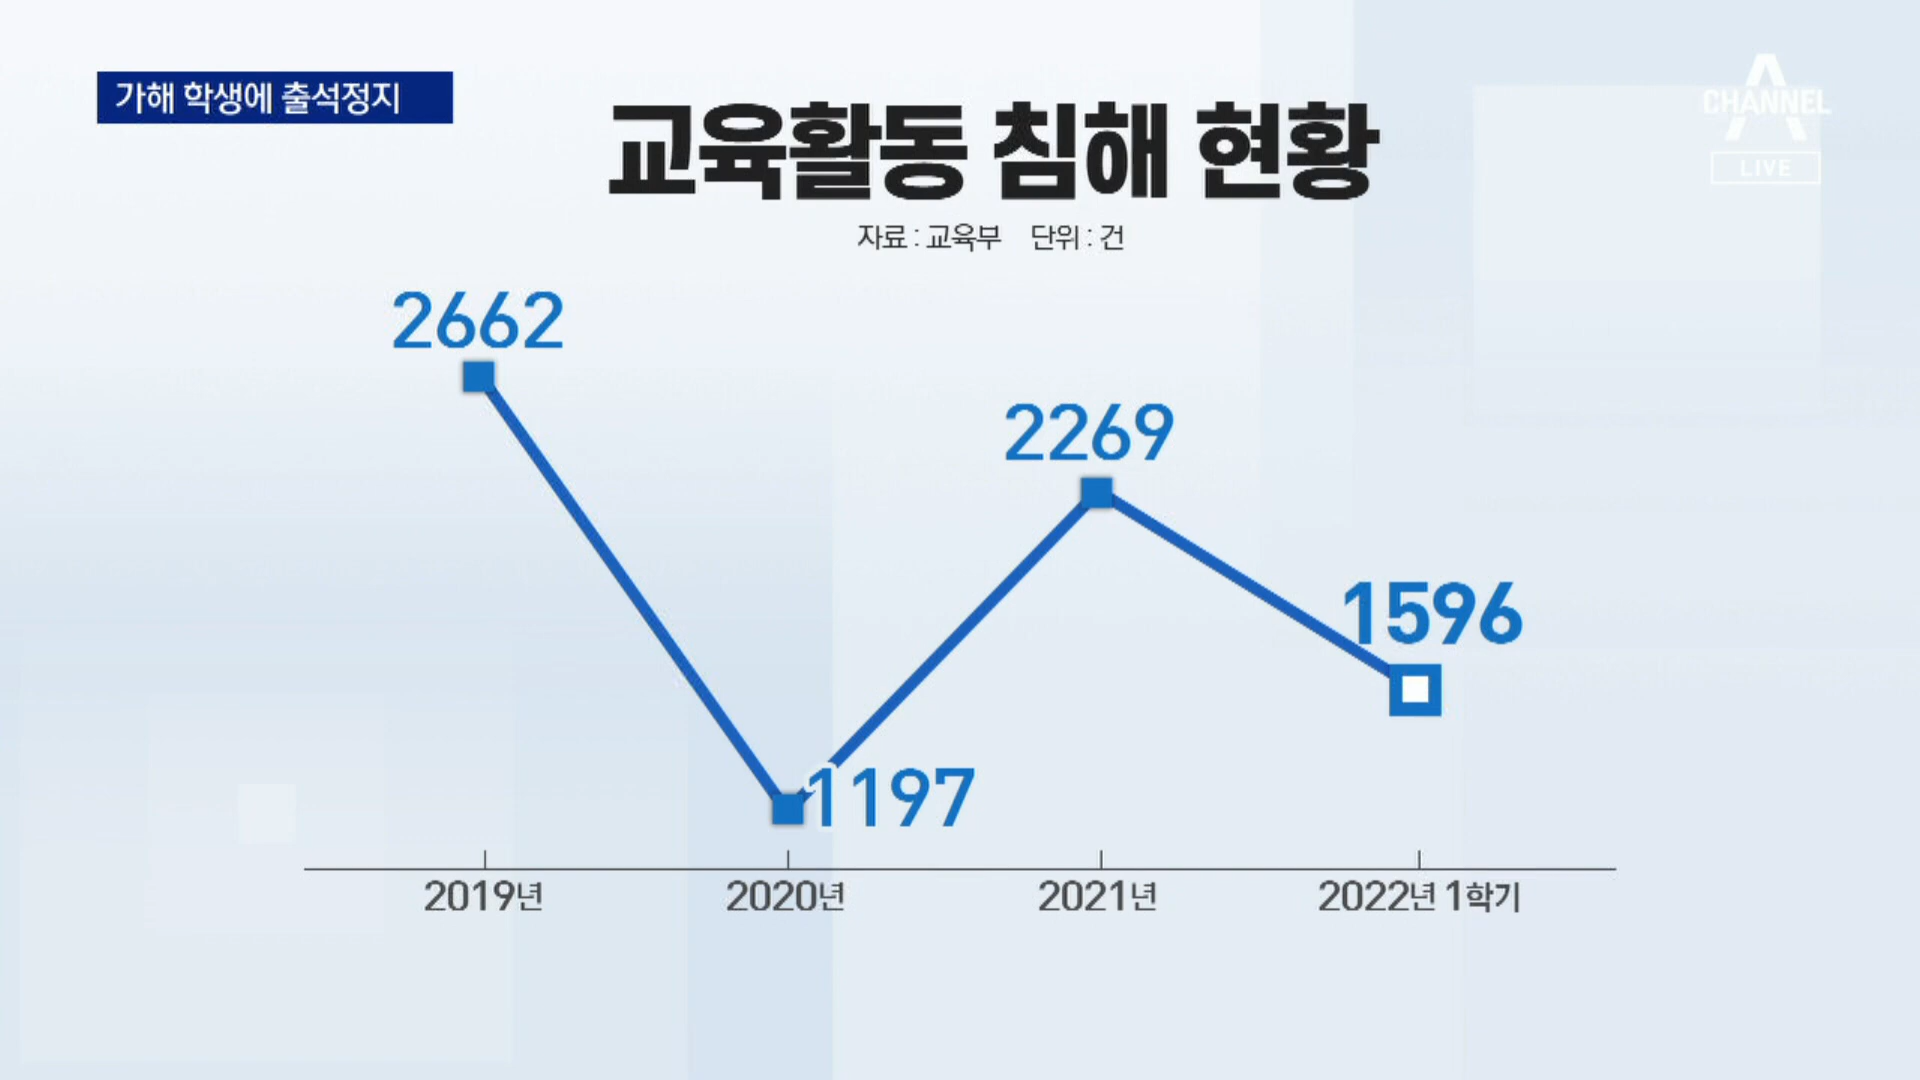 가해 학생에 출석정지
교육활동 침해 현황
CHANNEL A
LIVE
자료 : 교육부 단위 : 건
2662
2269
1596
1197
2019년 2020년 2021년 2022년 1학기